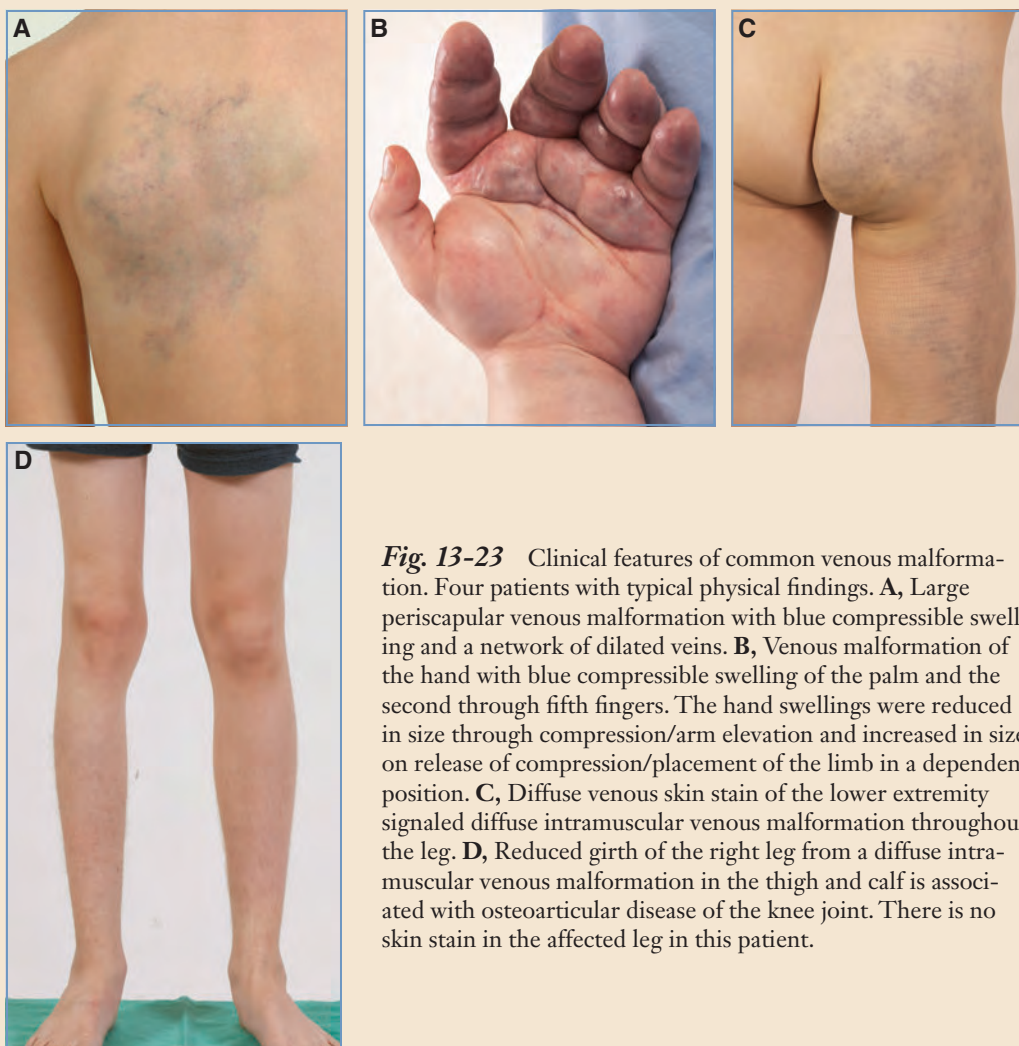 A
B
C
D
Fig. 13-23 Clinical features of common venous malforma-
tion. Four patients with typical physical findings. A, Large
periscapular venous malformation with blue compressible swell
ing and a network of dilated veins. B, Venous malformation of
the hand with blue compressible swelling of the palm and the
second through fifth fingers. The hand swellings were reduced
in size through compression/arm elevation and increased in size
on release of compression/placement of the limb in a dependen
position. C, Diffuse venous skin stain of the lower extremity
signaled diffuse intramuscular venous malformation throughou
the leg. D, Reduced girth of the right leg from a diffuse intra-
muscular venous malformation in the thigh and calf is associ-
ated with osteoarticular disease of the knee joint. There is no
skin stain in the affected leg in this patient.